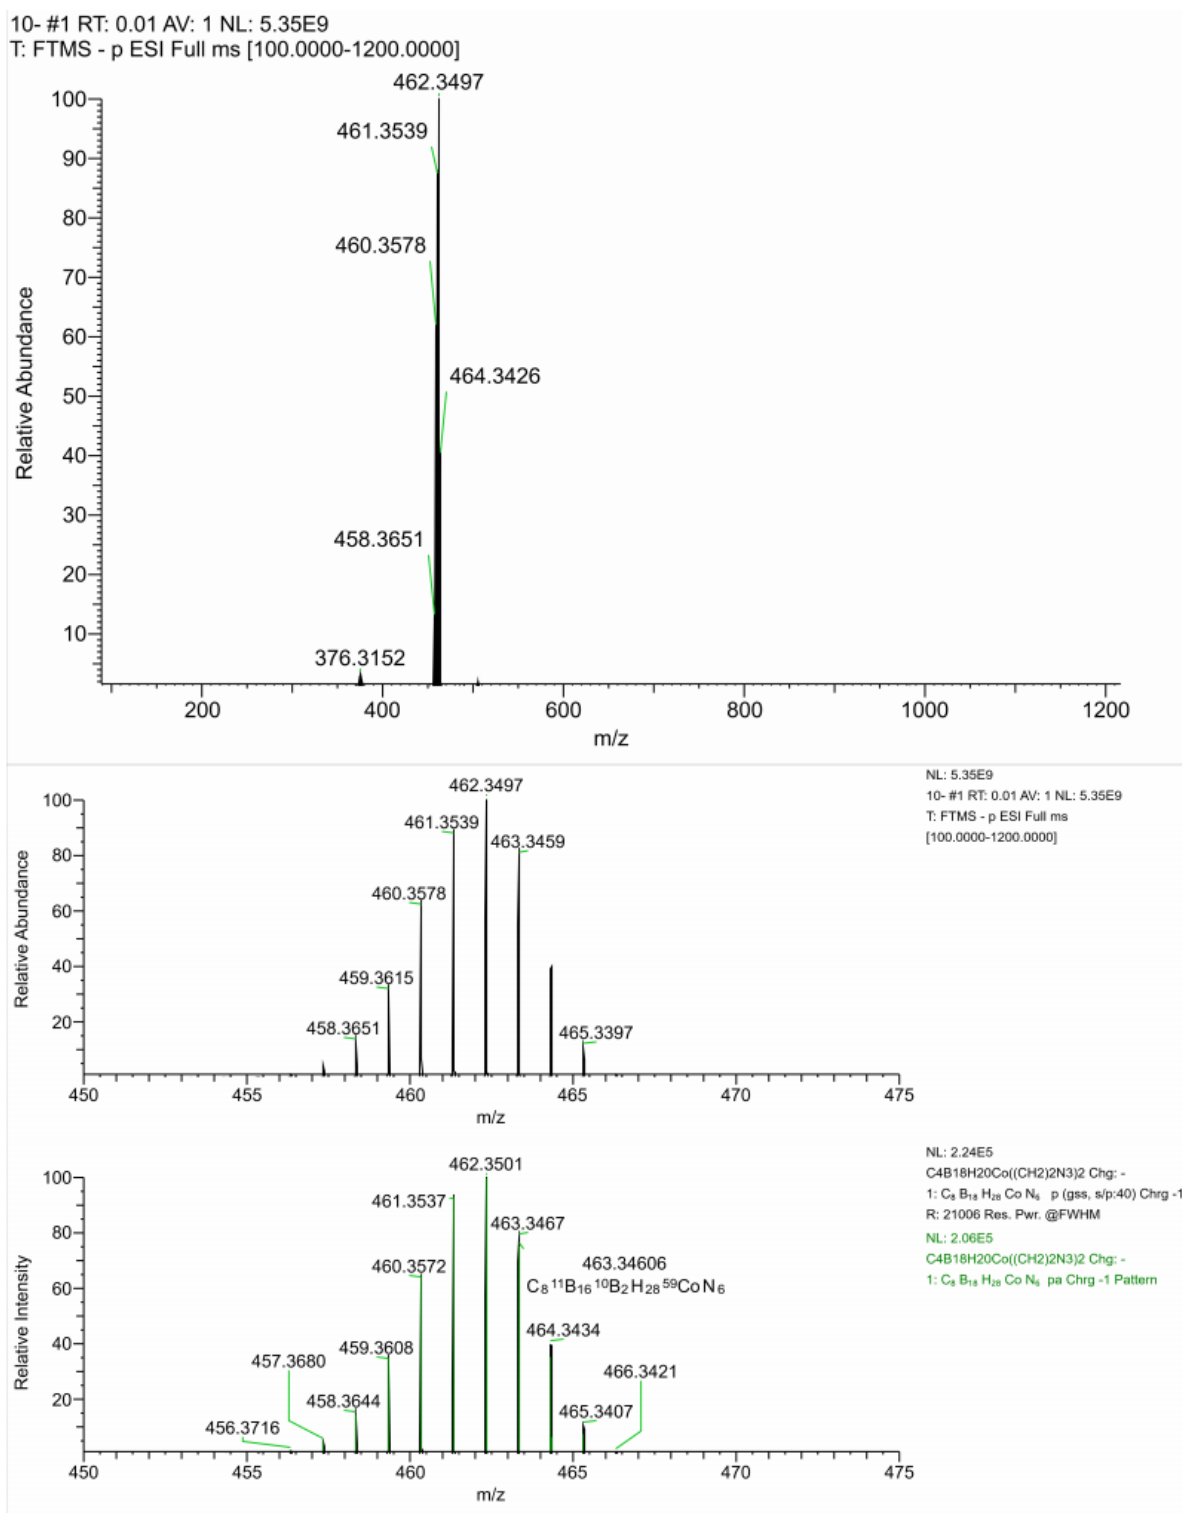 10- #1 RT: 0.01 AV: 1 NL: 5.35E9
T: FTMS - p ESI Full ms [100.0000-1200.0000]
462.3497
100
461.3539
90
80
460.3578
70
60
Relative Abundance
50
464.3426
40
30
458.3651
20
10
376.3152
200 400 600 800 1000 1200
m/z
NL: 5.35E9
10- #1 RT: 0.01 AV: 1 NL: 5.35E9
T: FTMS - p ESI Full ms
[100.0000-1200.0000]
462.3497
100
461.3539
463.3459
80
460.3578
60
Relative Abundance
40
459.3615
20
458.3651
465.3397
450 455 460 465 470 475
m/z
NL: 2.24E5
C4B18H20Co((CH2)2N3)2 Chg: -
1: C₈ B₁₈ H₂₈ Co N₆ p (gss, s/p:40) Chrg -1
R: 21006 Res. Pwr. @FWHM
NL: 2.06E5
C4B18H20Co((CH2)2N3)2 Chg: -
1: C₈ B₁₈ H₂₈ Co N₆ pa Chrg -1 Pattern
462.3501
100
461.3537
463.3467
80
460.3572
463.34606
60
C₈ ¹¹B₁₆ ¹⁰B₂ H₂₈ ⁵⁹Co N₆
Relative Intensity
464.3434
40
459.3608
457.3680
466.3421
20
458.3644
465.3407
456.3716
450 455 460 465 470 475
m/z